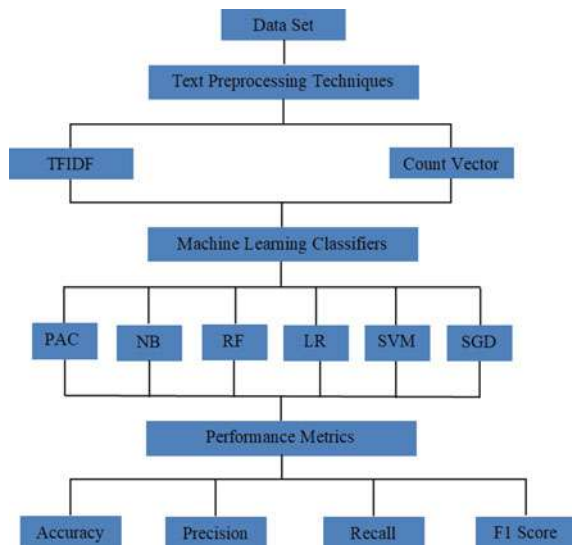 Data Set
Text Preprocessing Techniques
TFIDF
Count Vector
Machine Learning Classifiers
PAC
NB
RF
LR
SVM
SGD
Performance Metrics
Accuracy
Precision
Recall
F1 Score